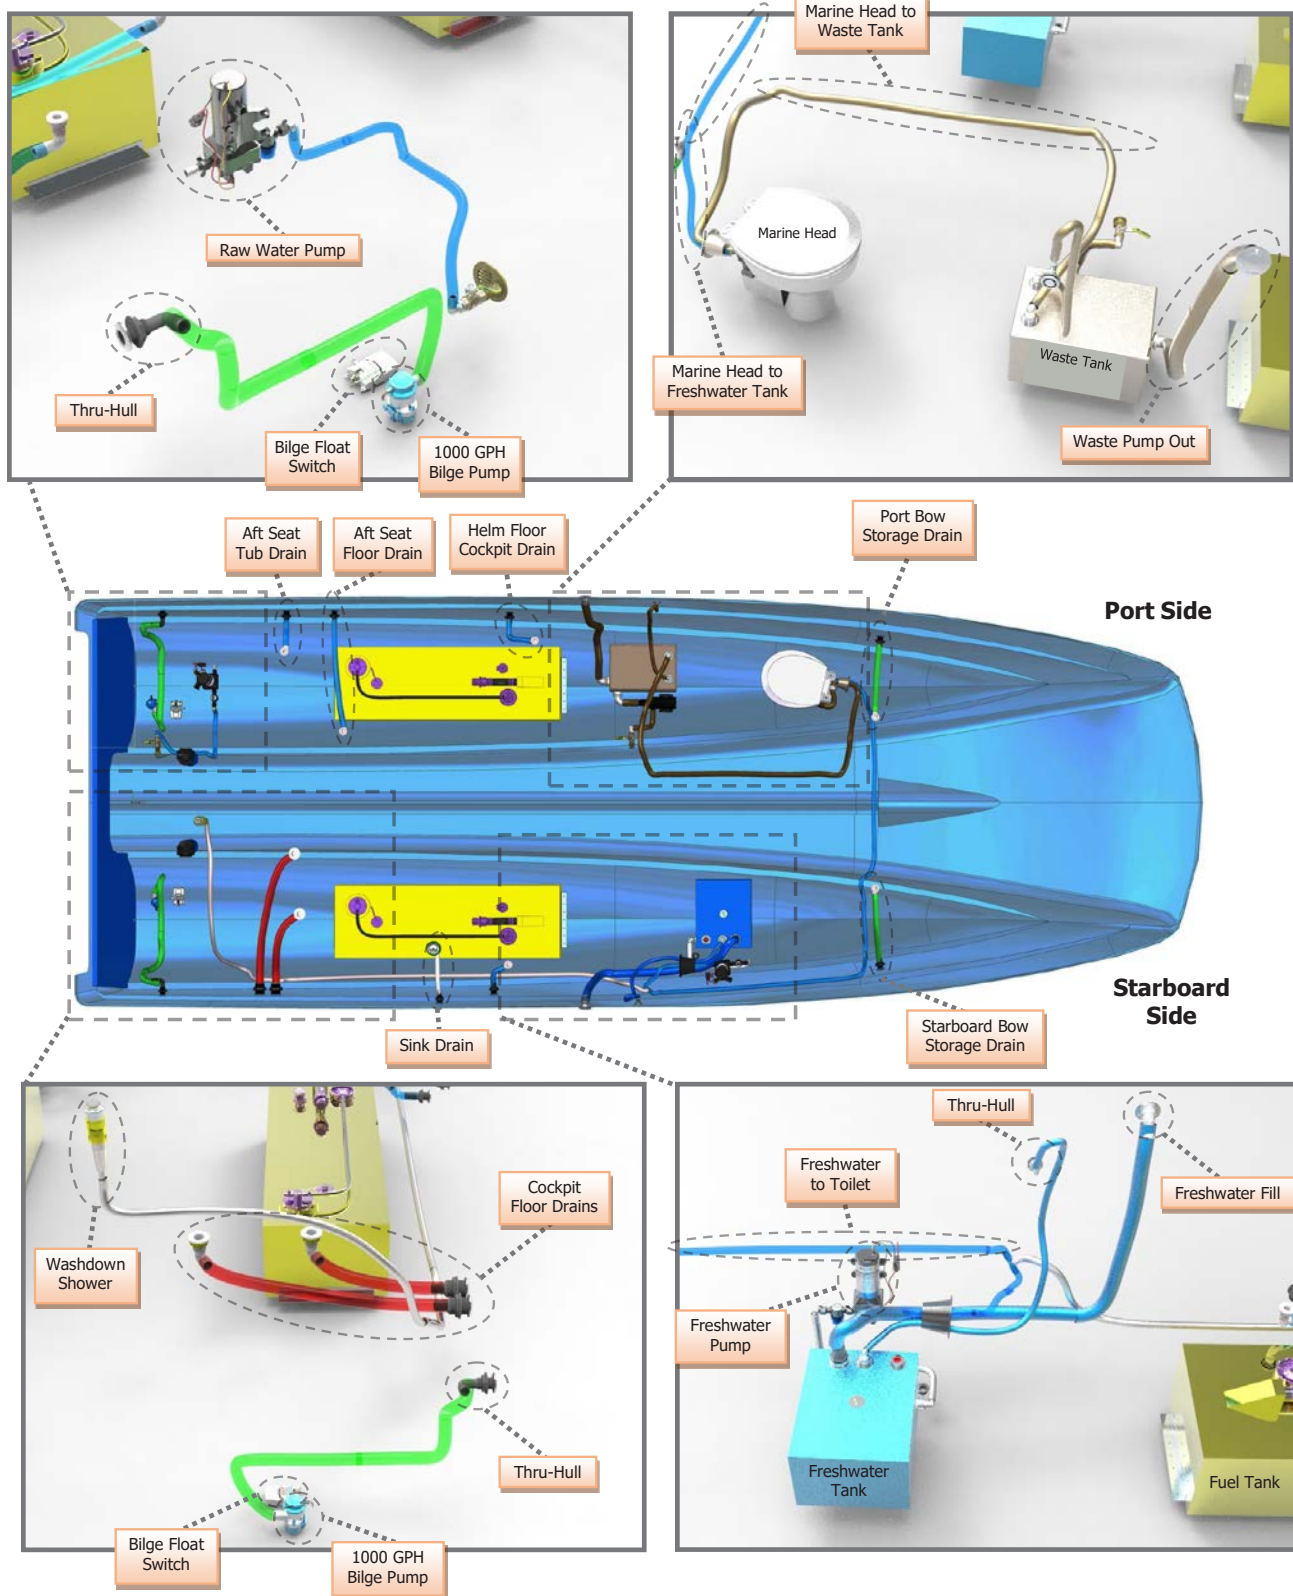 Marine Head to
Waste Tank
Marine Head
Raw Water Pump
Waste Tank
Marine Head to
Freshwater Tank
Thru-Hull
Bilge Float
Switch
1000 GPH
Bilge Pump
Waste Pump Out
Aft Seat
Tub Drain
Aft Seat
Floor Drain
Helm Floor
Cockpit Drain
Port Bow
Storage Drain
Port Side
Starboard
Side
Sink Drain
Starboard Bow
Storage Drain
Washdown
Shower
Cockpit
Floor Drains
Thru-Hull
Bilge Float
Switch
1000 GPH
Bilge Pump
Thru-Hull
Freshwater
to Toilet
Freshwater Fill
Freshwater
Pump
Freshwater
Tank
Fuel Tank